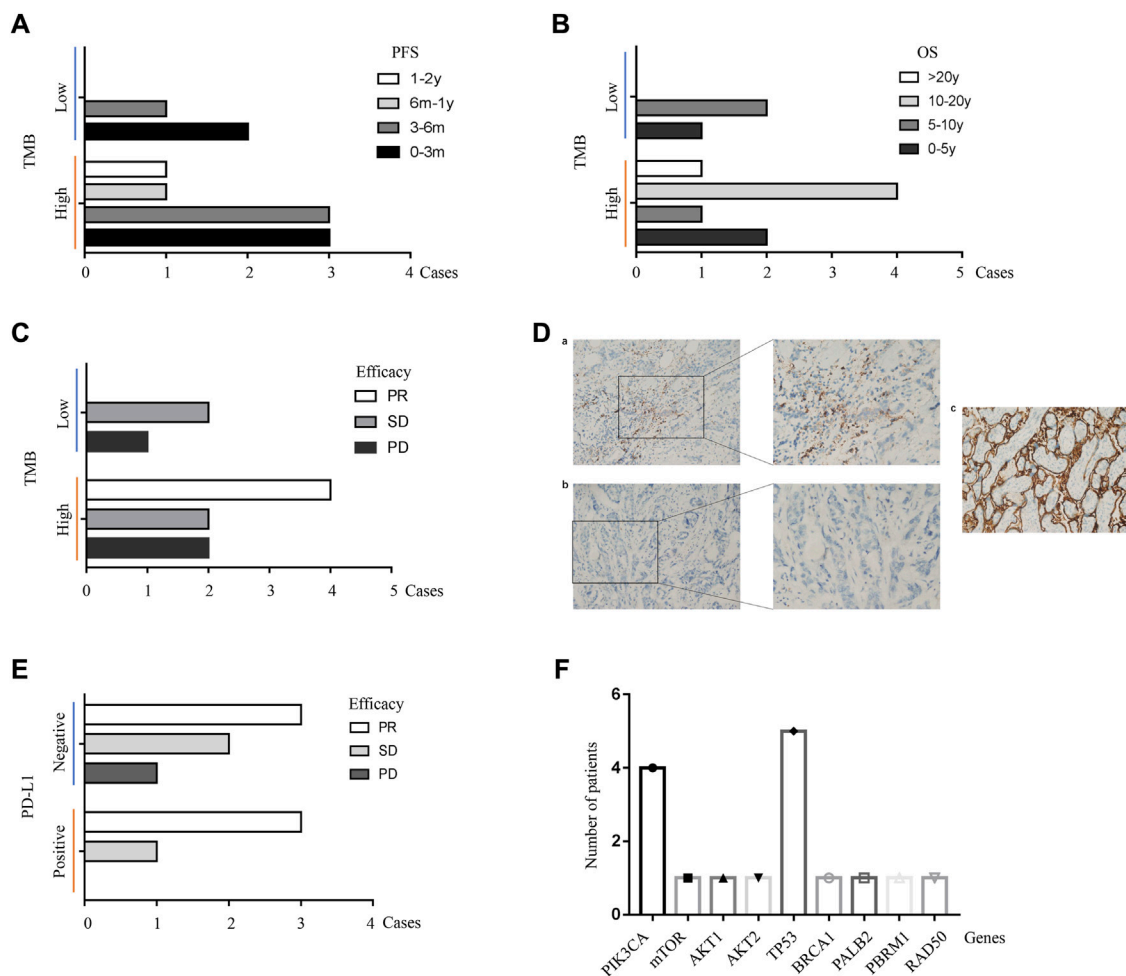 A
PFS
1-2y
6m-1y
3-6m
0-3m
TMB
Low
High
0 1 2 3 4 Cases
B
OS
>20y
10-20y
5-10y
0-5y
TMB
Low
High
0 1 2 3 4 5 Cases
C
Efficacy
PR
SD
PD
TMB
Low
High
0 1 2 3 4 5 Cases
D
a
b
c
E
Efficacy
PR
SD
PD
PD-L1
Negative
Positive
0 1 2 3 4 Cases
F
Number of patients
6
4
2
0
PIK3CA mTOR AKT1 AKT2 TP53 BRCA1 PALB2 PBRM1 RAD50 Genes